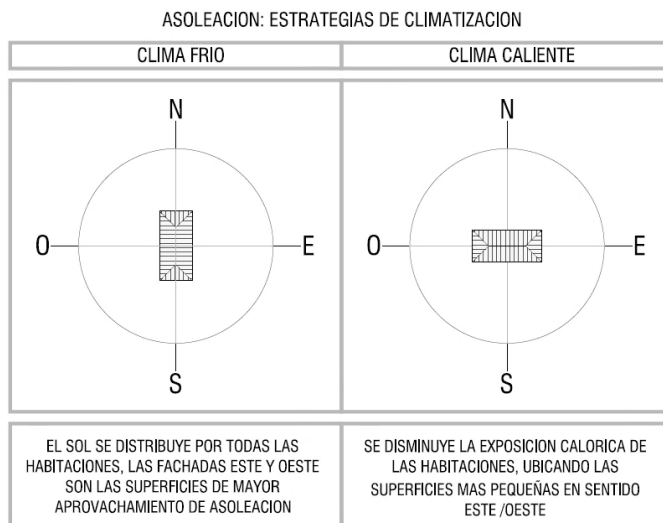 ASOLEACION: ESTRATEGIAS DE CLIMATIZACION
CLIMA FRIO
CLIMA CALIENTE
N
O
E
S
N
O
E
S
EL SOL SE DISTRIBUYE POR TODAS LAS
HABITACIONES, LAS FACHADAS ESTE Y OESTE
SON LAS SUPERFICIES DE MAYOR
APROVACHAMIENTO DE ASOLEACION
SE DISMINUYE LA EXPOSICION CALORICA DE
LAS HABITACIONES, UBICANDO LAS
SUPERFICIES MAS PEQUEÑAS EN SENTIDO
ESTE /OESTE